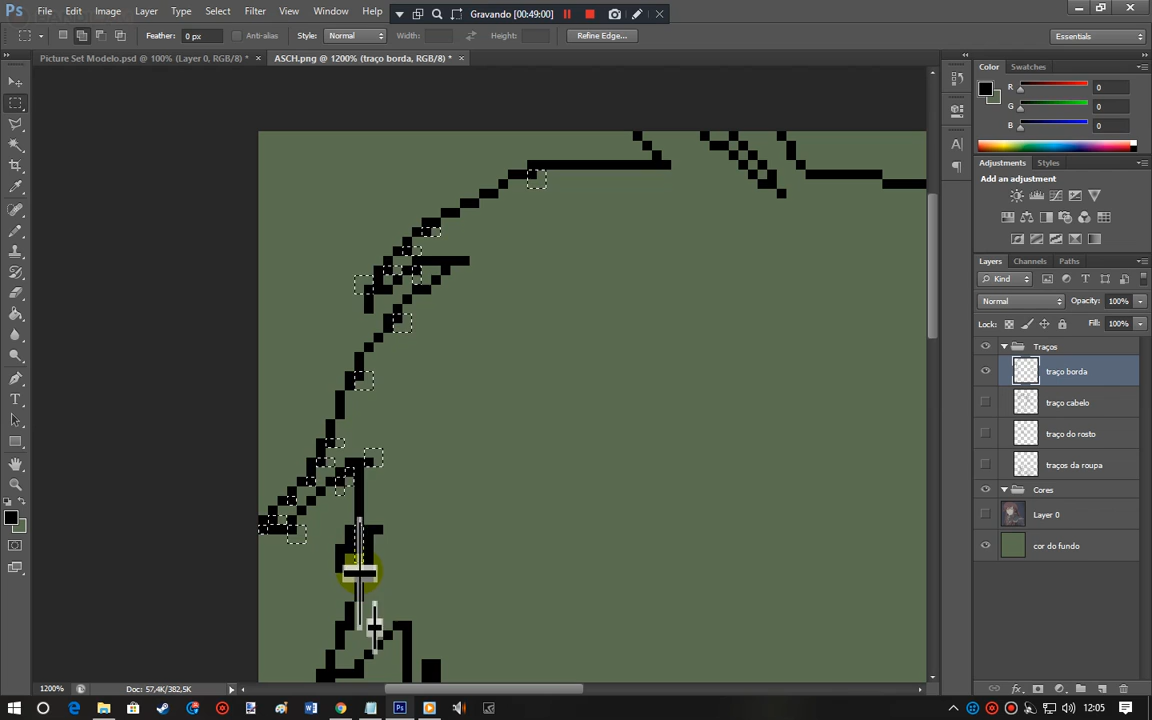 Ps File Edit Image Layer Type Select Filter View Window Help Gravando [00:49:00]
Feather: 0 px Anti-alias Style: Normal Width: Height: Refine Edge... Essentials
Picture Set Modelo.psd @ 100% (Layer 0, RGB/8) * × ASCH.png @ 1200% (traço borda, RGB/8) * ×
Color Swatches
R 0
G 0
B 0
Adjustments Styles
Add an adjustment
Layers Channels Paths
Kind
Normal Opacity: 100%
Lock: Fill: 100%
Traços
traço borda
traço cabelo
traço do rosto
traços da roupa
Cores
Layer 0
cor do fundo
1200% Doc: 57,4K/382,5K
12:05